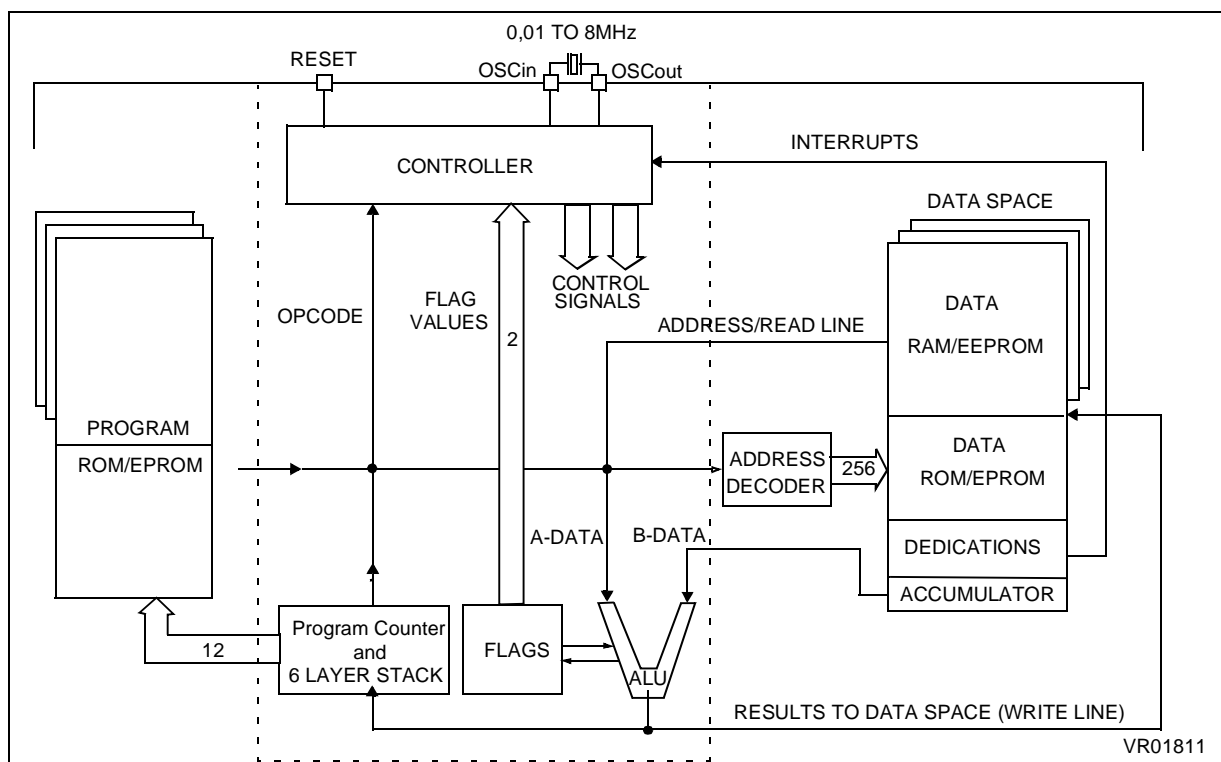 0,01 TO 8MHz
RESET
OSCin
OSCout
INTERRUPTS
CONTROLLER
DATA SPACE
OPCODE
FLAG
VALUES
2
CONTROL
SIGNALS
ADDRESS/READ LINE
DATA
RAM/EEPROM
PROGRAM
ROM/EPROM
ADDRESS
DECODER
256
DATA
ROM/EPROM
A-DATA
B-DATA
DEDICATIONS
ACCUMULATOR
12
Program Counter
and
6 LAYER STACK
FLAGS
ALU
RESULTS TO DATA SPACE (WRITE LINE)
VR01811